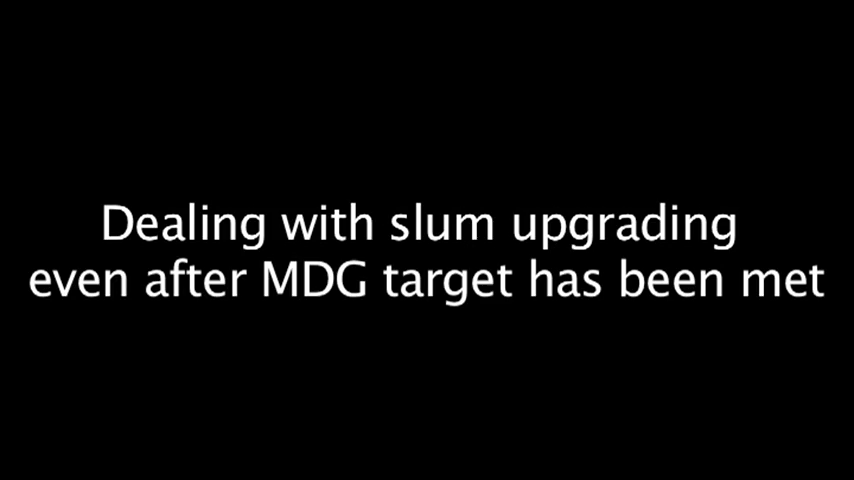 Dealing with slum upgrading
even after MDG target has been met